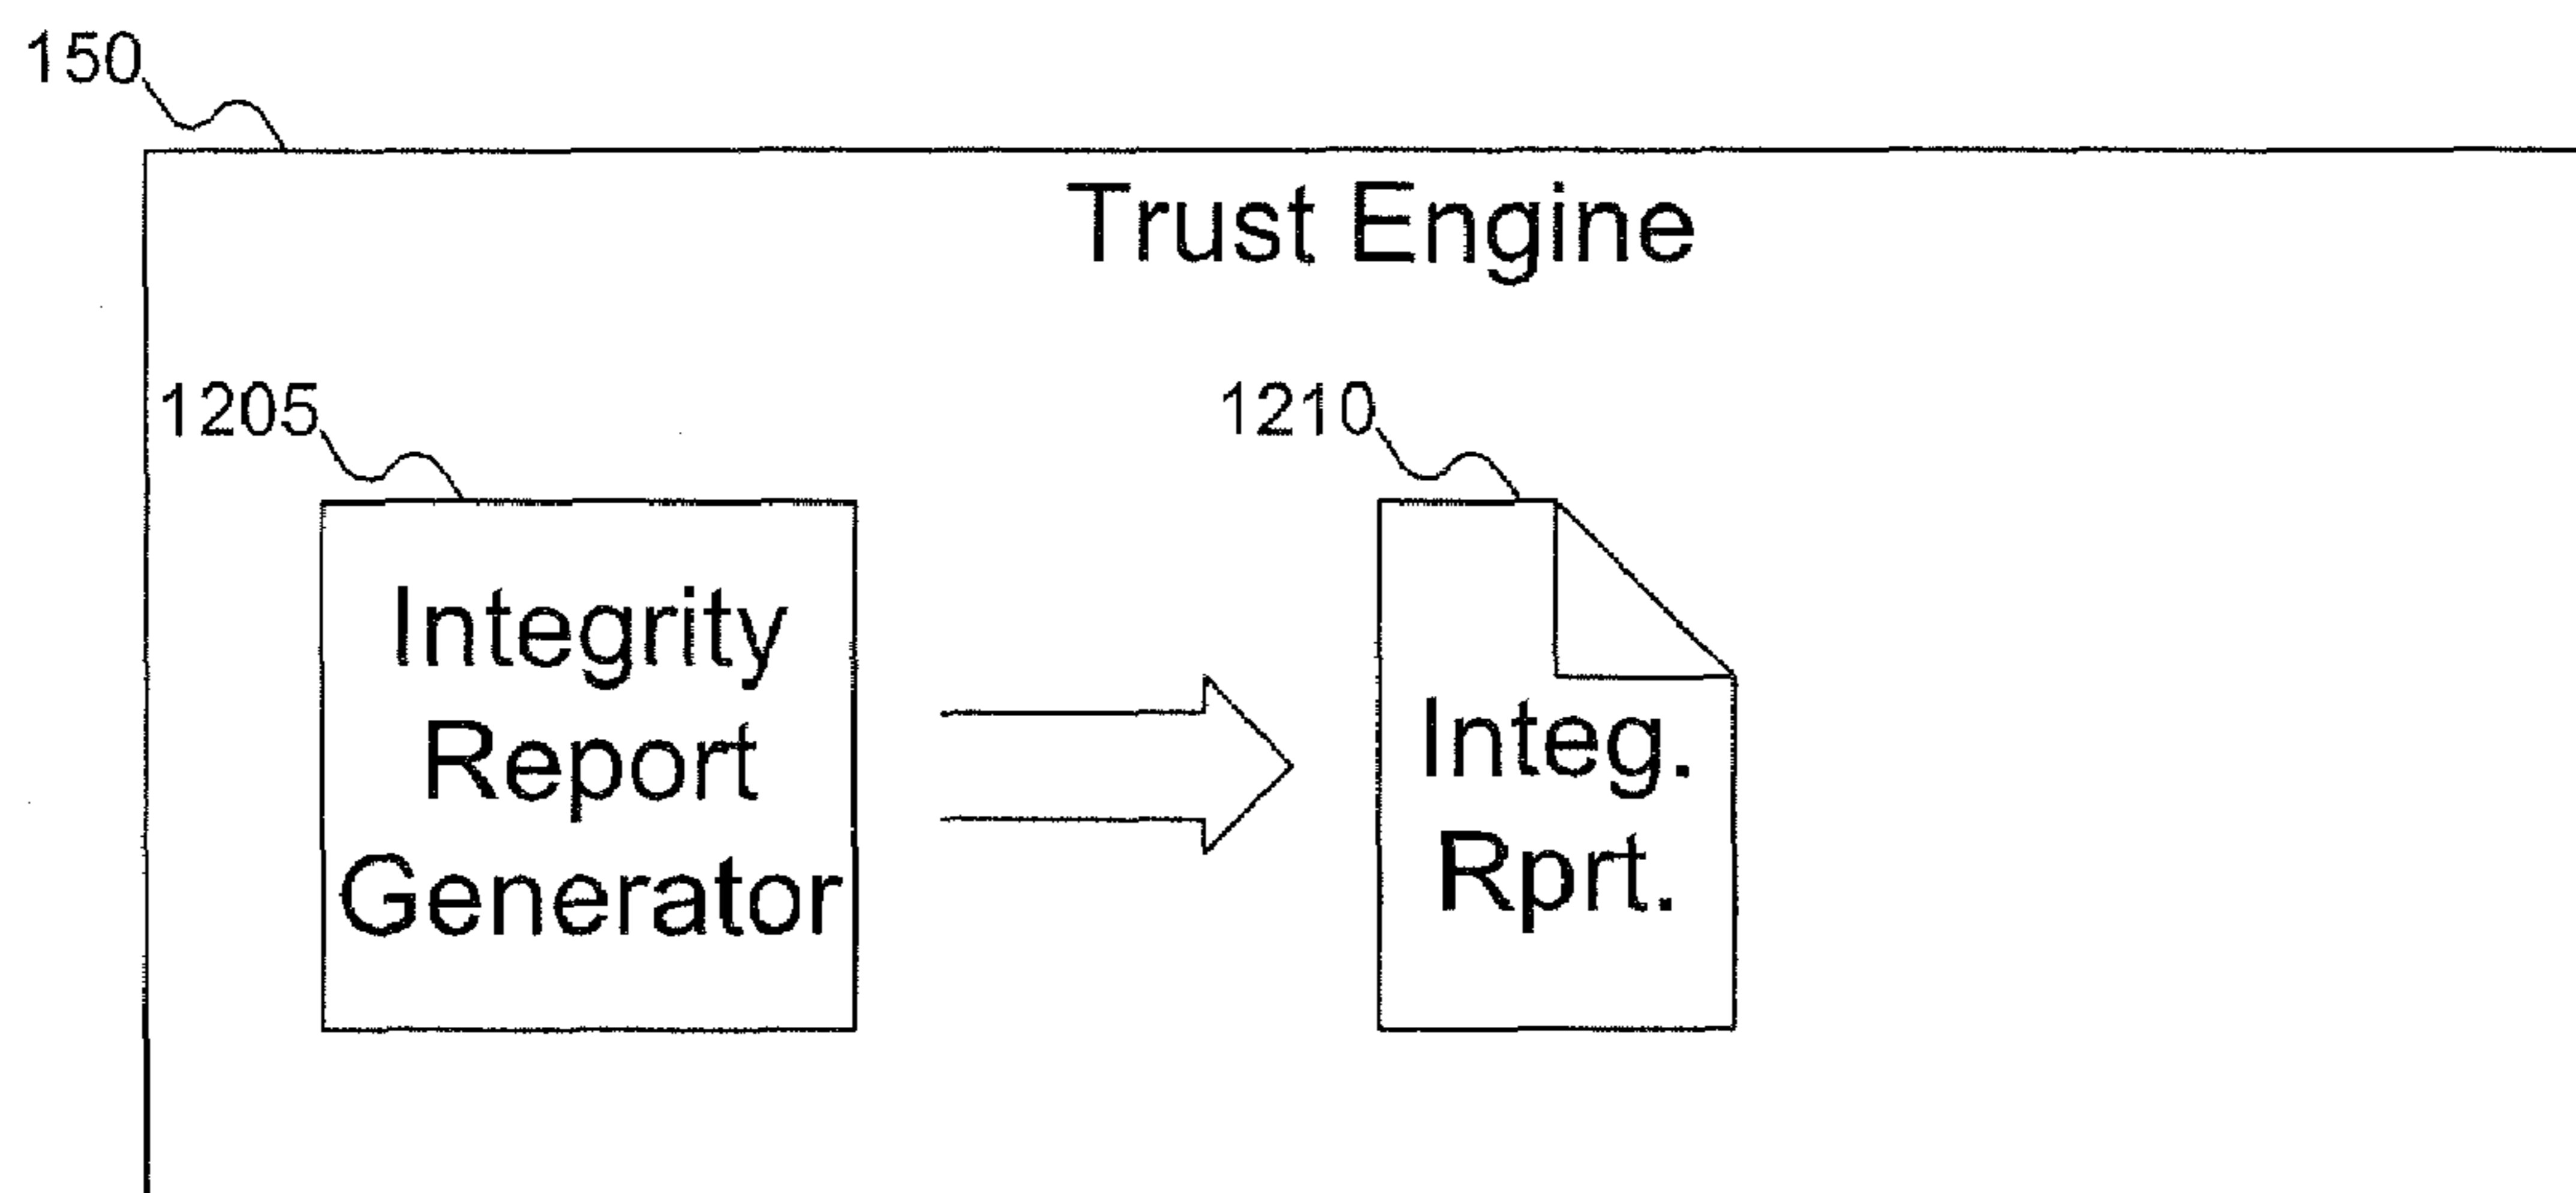 150
Trust Engine
1205
1210
Integrity
Report
Generator
Integ.
Rprt.